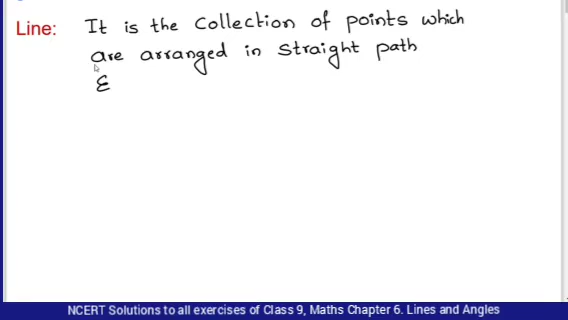 Line: It is the Collection of points which
are arranged in straight path
&
NCERT Solutions to all exercises of Class 9, Maths Chapter 6. Lines and Angles